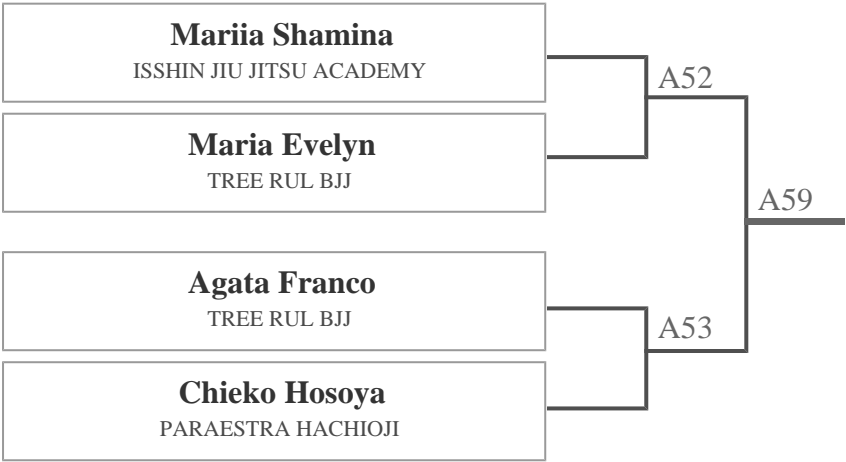 Mariia Shamina
ISSHIN JIU JITSU ACADEMY
A52
Maria Evelyn
TREE RUL BJJ
A59
Agata Franco
TREE RUL BJJ
A53
Chieko Hosoya
PARAESTRA HACHIOJI